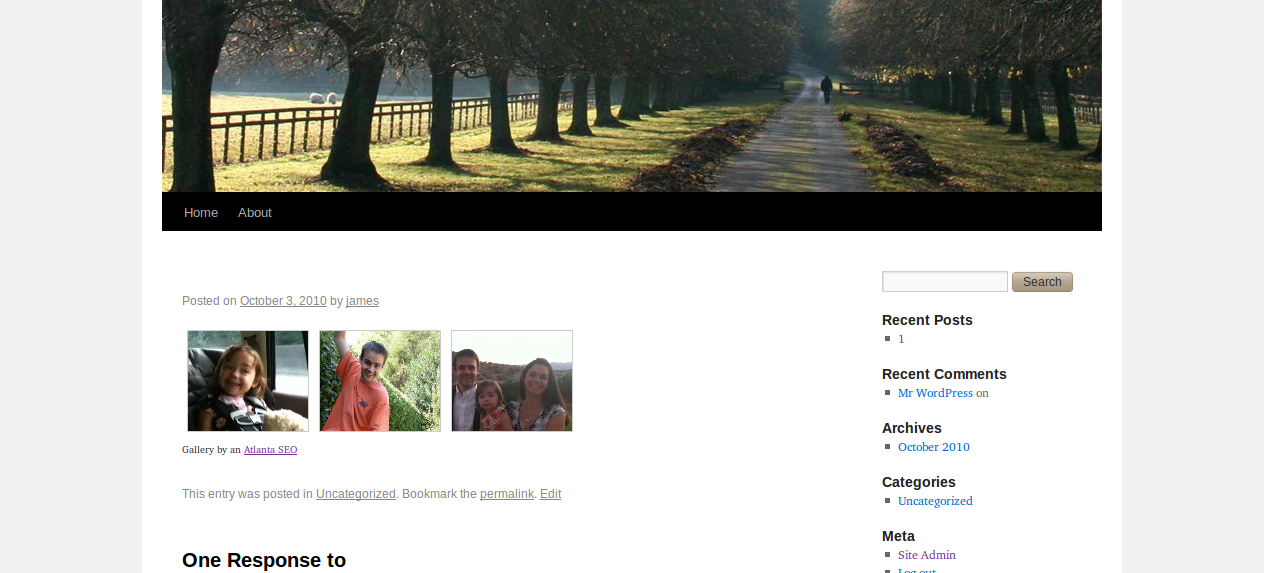 Home About
Posted on October 3, 2010 by james
Gallery by an Atlanta SEO
This entry was posted in Uncategorized. Bookmark the permalink. Edit
One Response to
Search
Recent Posts
1
Recent Comments
Mr WordPress on
Archives
October 2010
Categories
Uncategorized
Meta
Site Admin
Log out